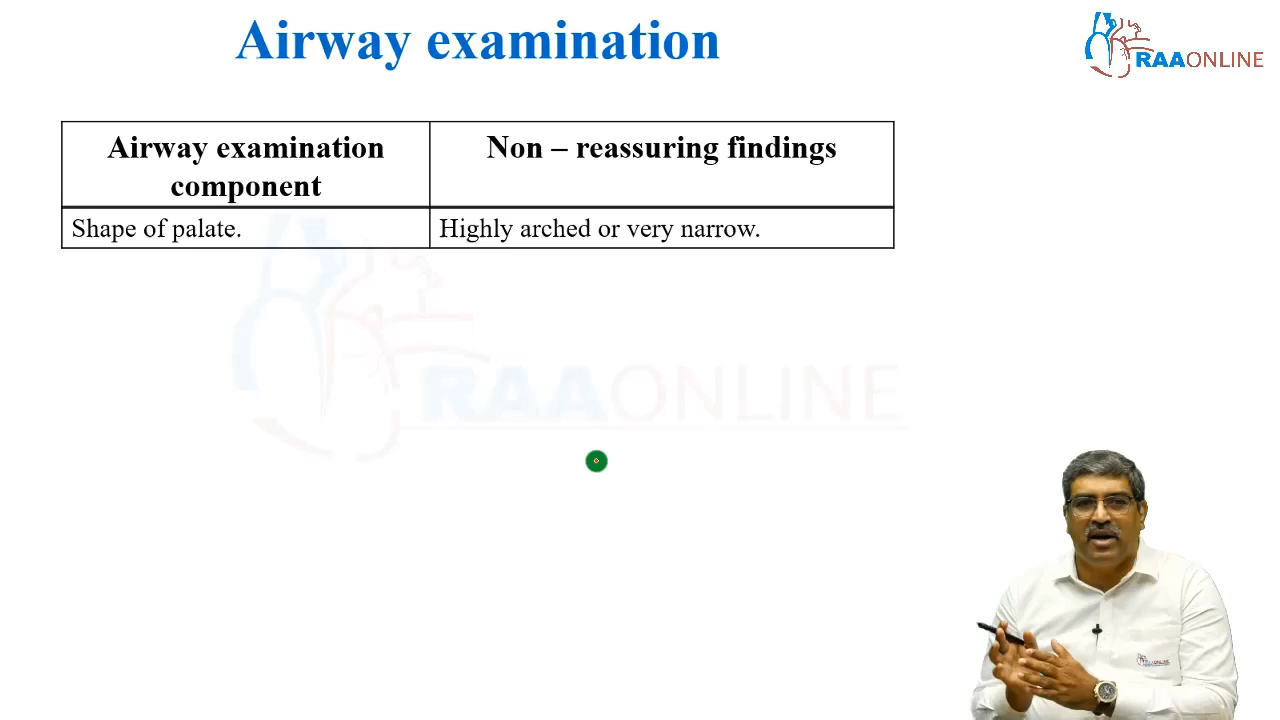 Airway examination
RAAONLINE
Airway examination component
Non – reassuring findings
Shape of palate.
Highly arched or very narrow.
RAAONLINE